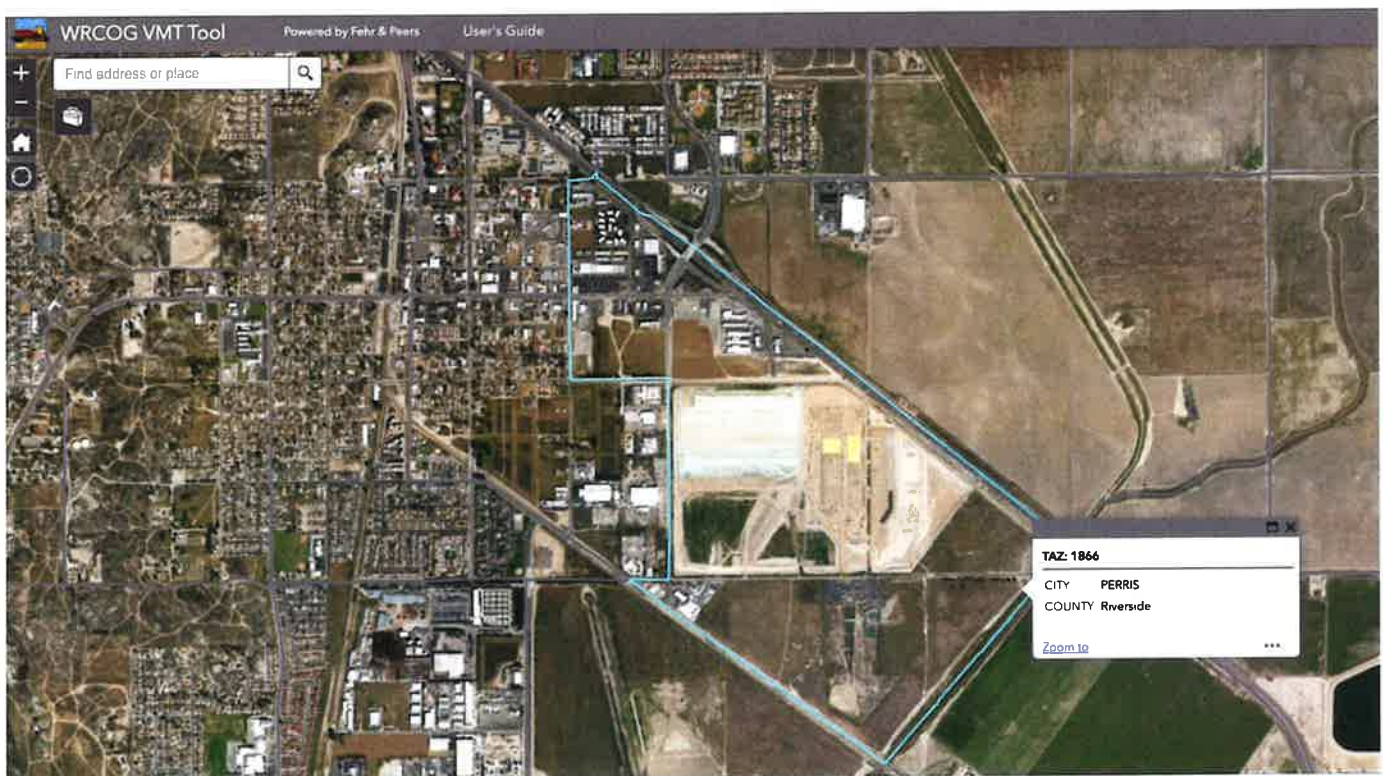 WRCOG VMT Tool
Powered by Fehr & Peers
User's Guide
+
Find address or place
−
TAZ: 1866
CITY PERRIS
COUNTY Riverside
Zoom to
•••